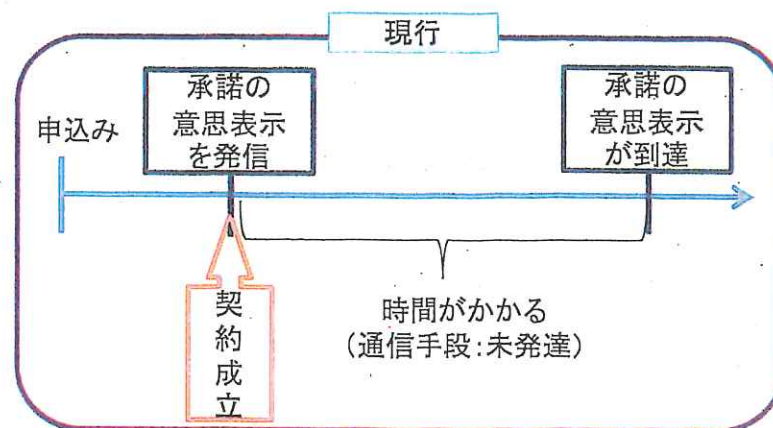 現行
申込み
承諾の
意思表示
を発信
承諾の
意思表示
が到達
契約成立
時間がかかる
（通信手段：未発達）